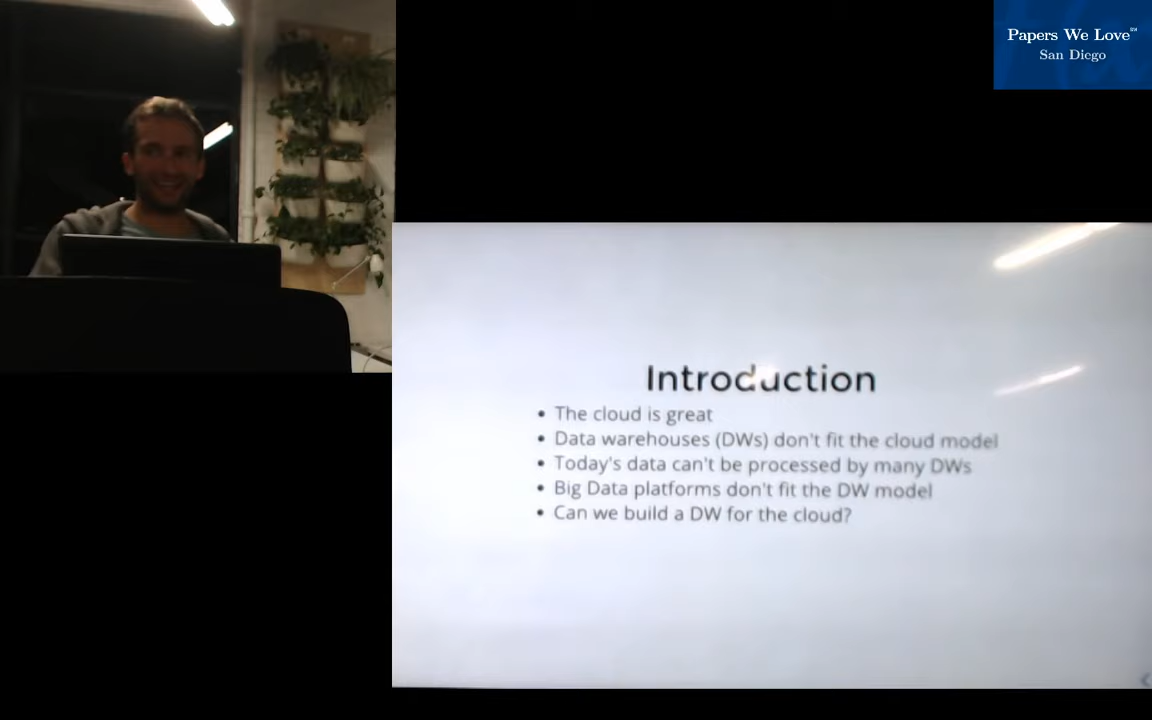 Papers We Love℠
San Diego
Introduction
• The cloud is great
• Data warehouses (DWs) don't fit the cloud model
• Today's data can't be processed by many DWs
• Big Data platforms don't fit the DW model
• Can we build a DW for the cloud?